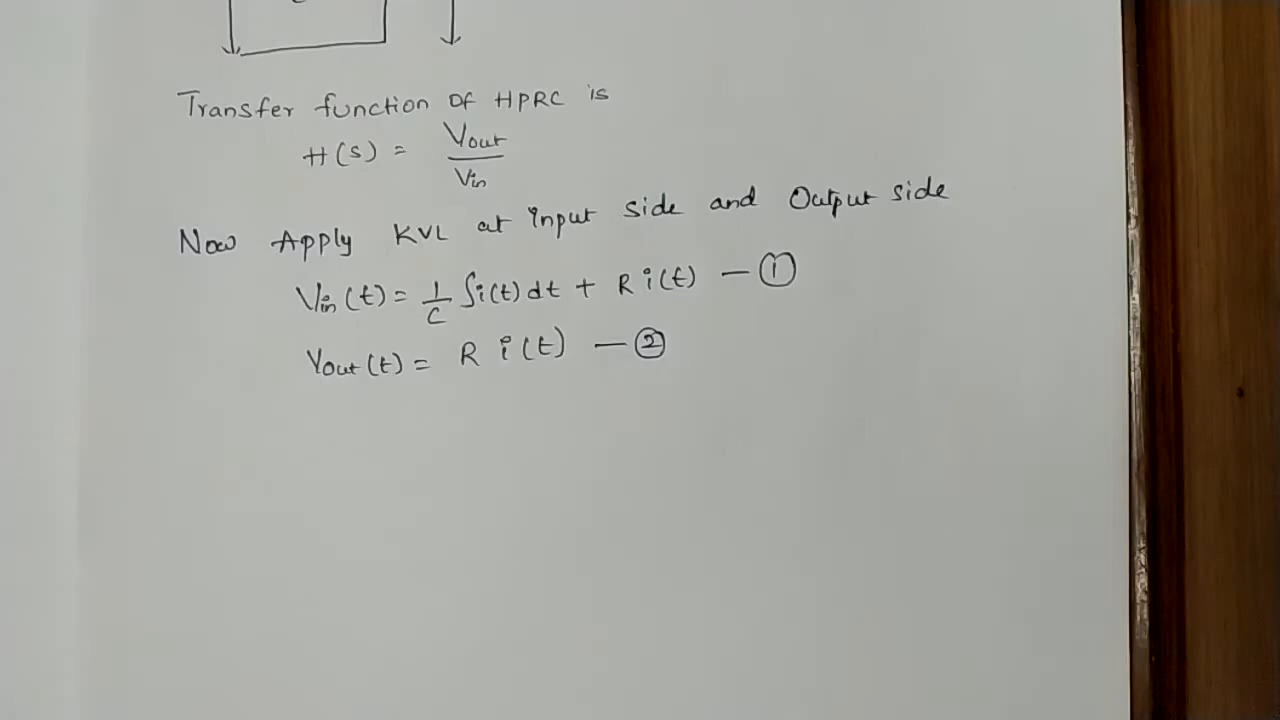 Transfer function OF HPRC is
H(s) = Vout / Vin
Now Apply KVL at Input side and Output side
Vin(t) = 1/C ∫i(t)dt + R i(t) — ①
Vout(t) = R i(t) — ②